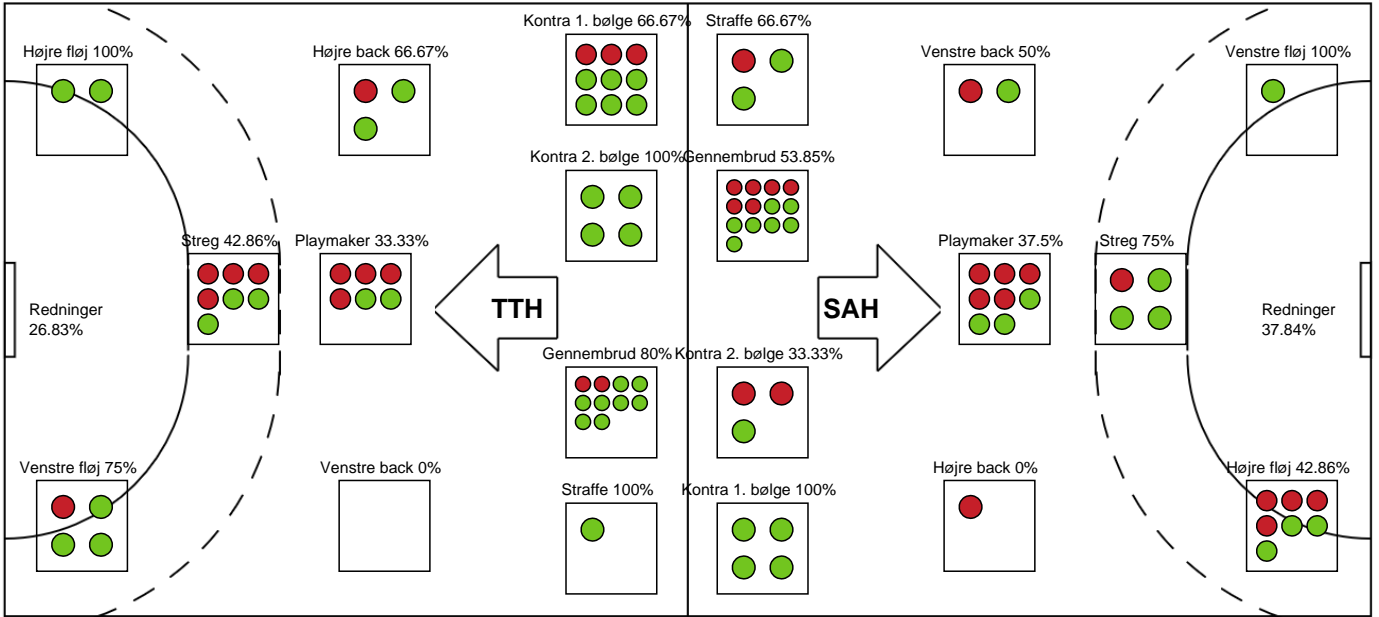 Kontra 1. bølge 66.67%
Straffe 66.67%
Højre fløj 100%
Højre back 66.67%
Venstre back 50%
Venstre fløj 100%
Kontra 2. bølge 100%
Gennembrud 53.85%
Streg 42.86%
Playmaker 33.33%
Playmaker 37.5%
Streg 75%
Redninger
26.83%
TTH
SAH
Redninger
37.84%
Gennembrud 80%
Kontra 2. bølge 33.33%
Venstre fløj 75%
Venstre back 0%
Straffe 100%
Kontra 1. bølge 100%
Højre back 0%
Højre fløj 42.86%